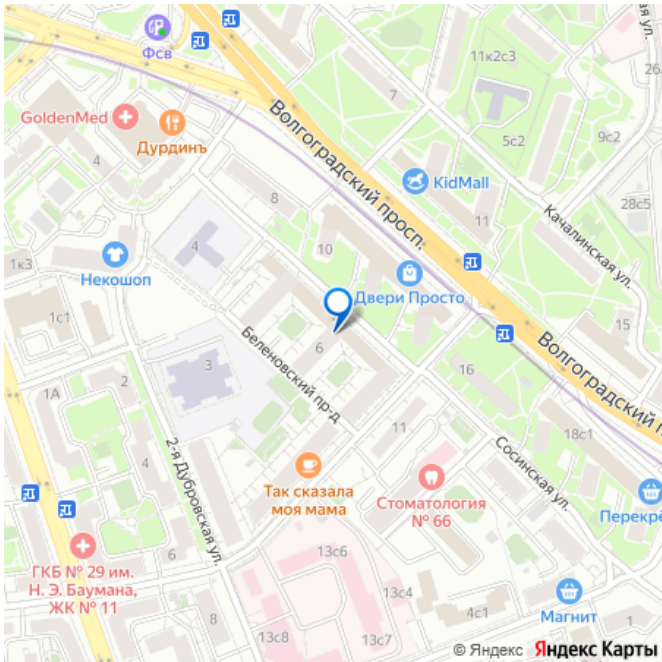 ул.
26
Фсв
11к2с3
7
GoldenMed
Дурдинъ
Волгоградский просп.
5с2
9с2
4
KidMall
8
28с5
11
Качалинская ул.
4
10
1к3
Некошоп
Двери Просто
1с1
Беленовский пр-д
6
15
3
Волгоградский п
1А
2
16
2-я Дубровская ул.
11
18с1
4
Сосинская ул.
Так сказала
моя мама
Стоматология
№ 66
Перекрё
6
13с6
ГКБ № 29 им.
Н. Э. Баумана,
ЖК № 11
13с4
8
4с1
Магнит
1
13с8
13с7
© Яндекс Яндекс Карты